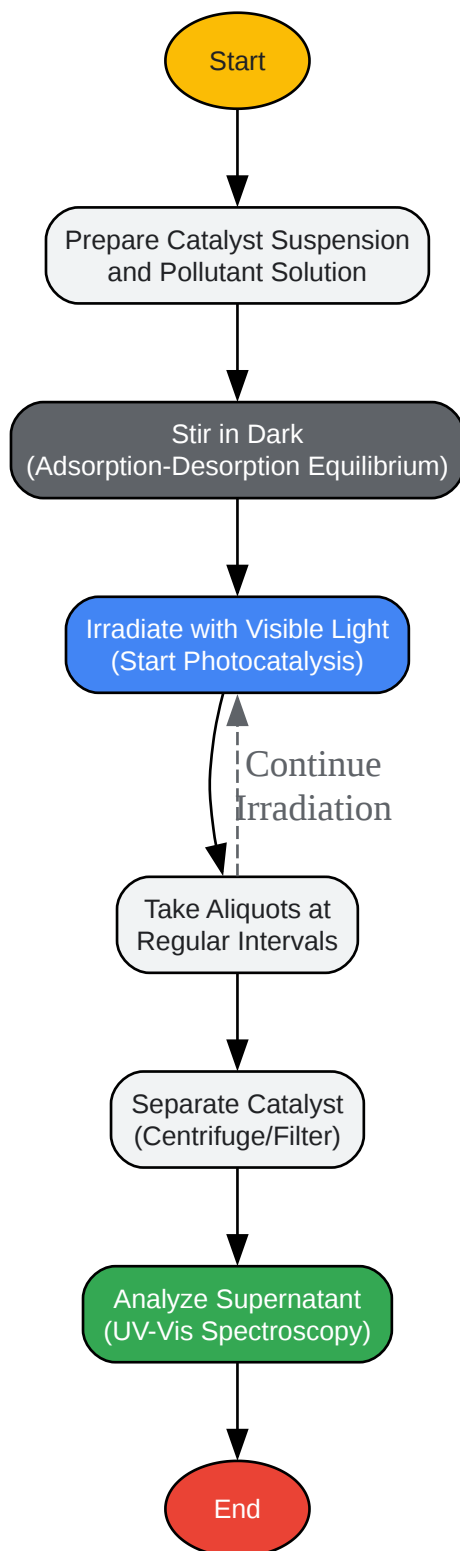 Start
Prepare Catalyst Suspension
and Pollutant Solution
Stir in Dark
(Adsorption-Desorption Equilibrium)
Irradiate with Visible Light
(Start Photocatalysis)
Continue
Irradiation
Take Aliquots at
Regular Intervals
Separate Catalyst
(Centrifuge/Filter)
Analyze Supernatant
(UV-Vis Spectroscopy)
End